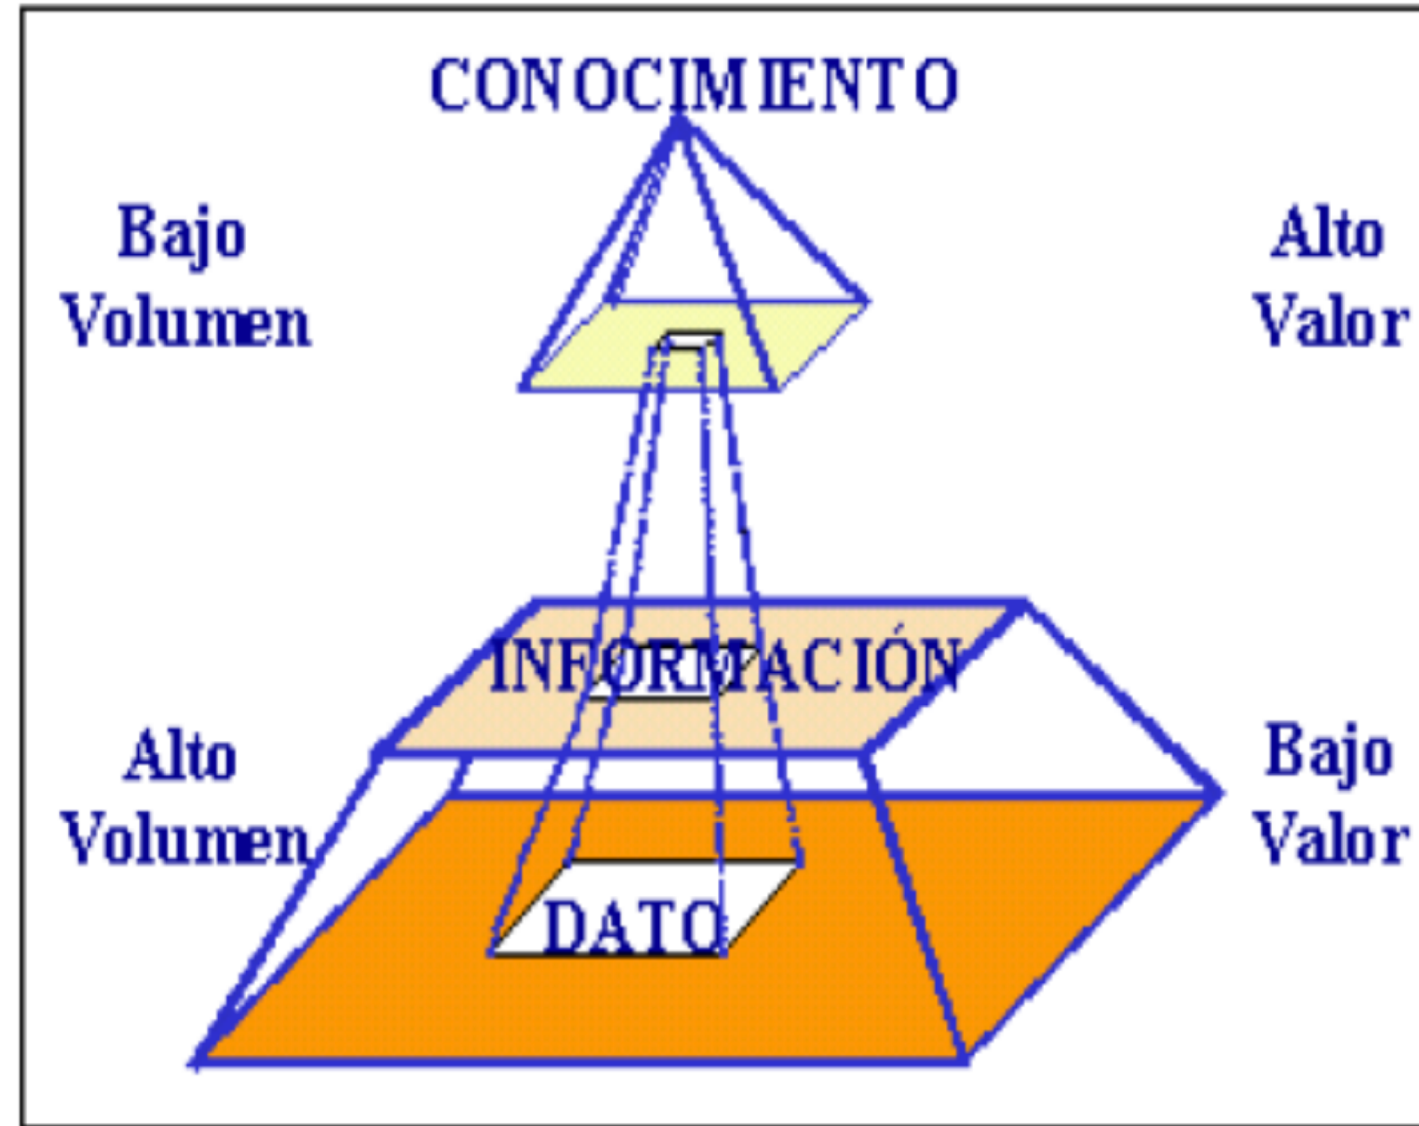 CONOCIMIENTO
Bajo
Volumen
Alto
Valor
INFORMACIÓN
Alto
Volumen
Bajo
Valor
DATO